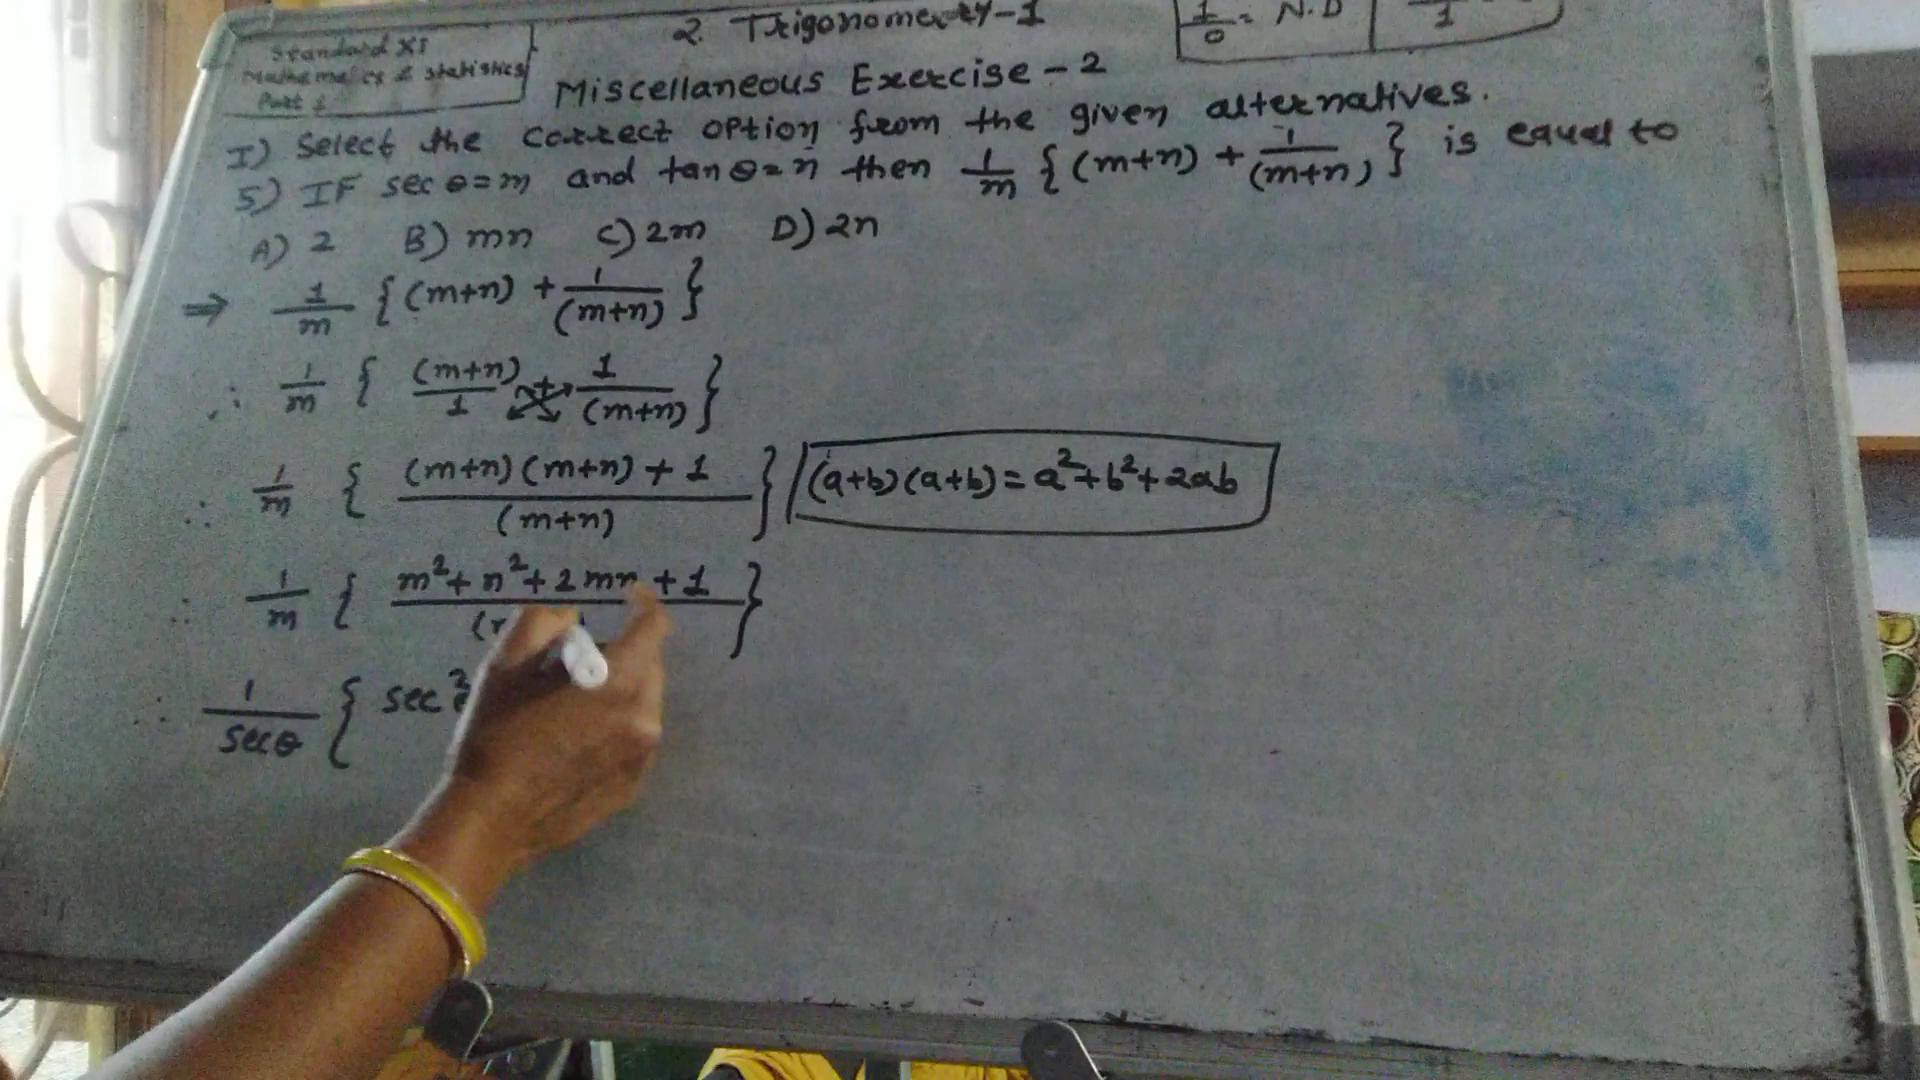 2. Trigonometry-1
1/0 = N.D
1
Standard XI
Mathematics & Statistics
Part 1
Miscellaneous Exercise - 2
I) Select the correct option from the given alternatives.
5) IF sec θ = m and tan θ = n then 1/m {(m+n) + 1/(m+n)} is equal to
A) 2 B) mn C) 2m D) 2n
⇒ 1/m {(m+n) + 1/(m+n)}
∴ 1/m {(m+n)/1 + 1/(m+n)}
∴ 1/m {(m+n)(m+n) + 1/(m+n)} (a+b)(a+b) = a²+b²+2ab
∴ 1/m {m²+n²+2mn+1/(
∴ 1/secθ {sec²